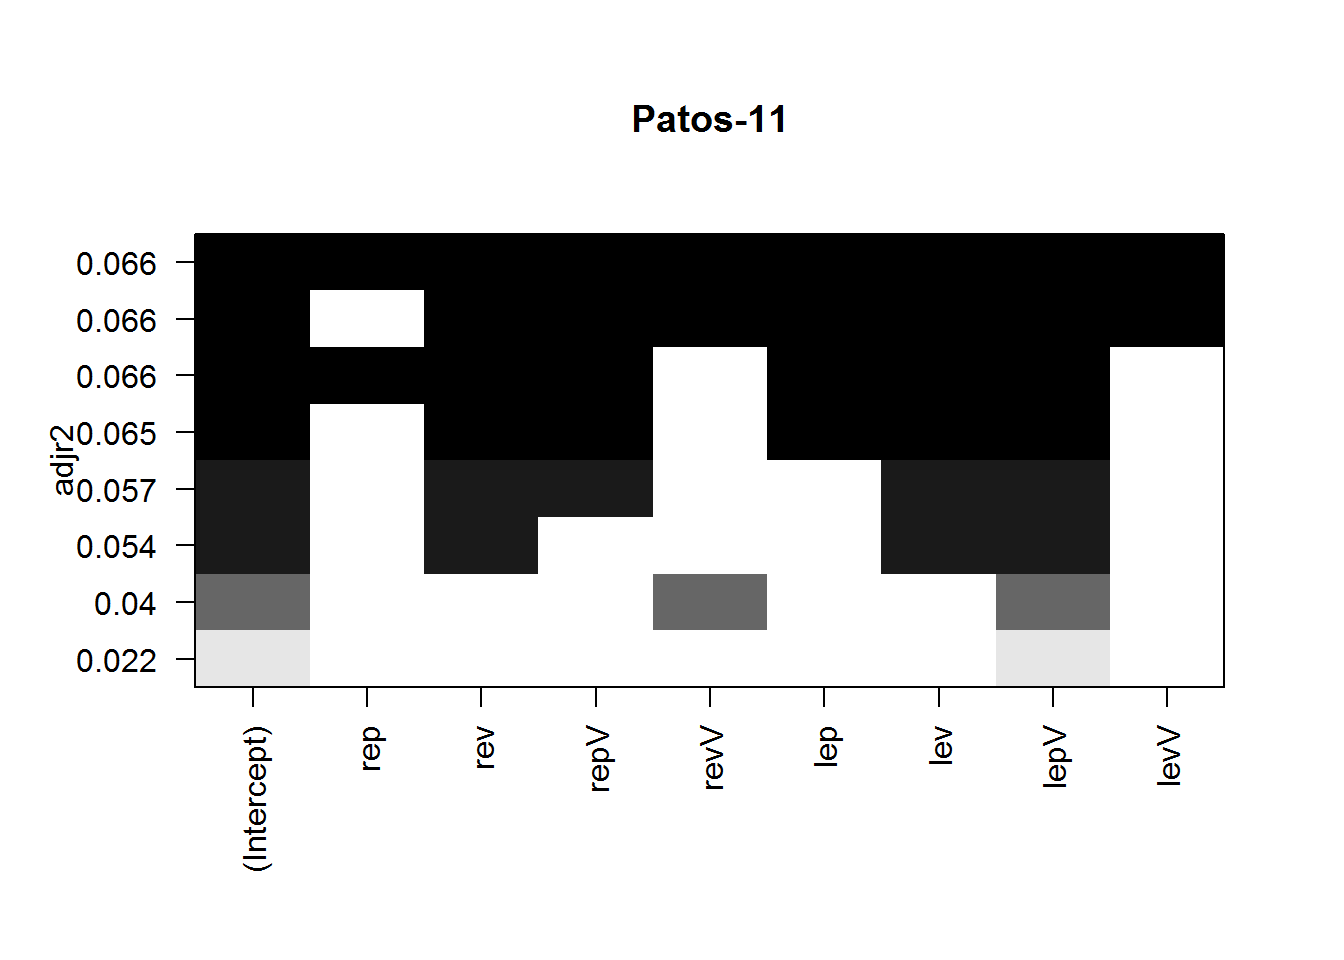 Patos-11
adjr2
0.066
0.066
0.066
0.065
0.057
0.054
0.04
0.022
(Intercept)
rep
rev
repV
revV
lep
lev
lepV
levV